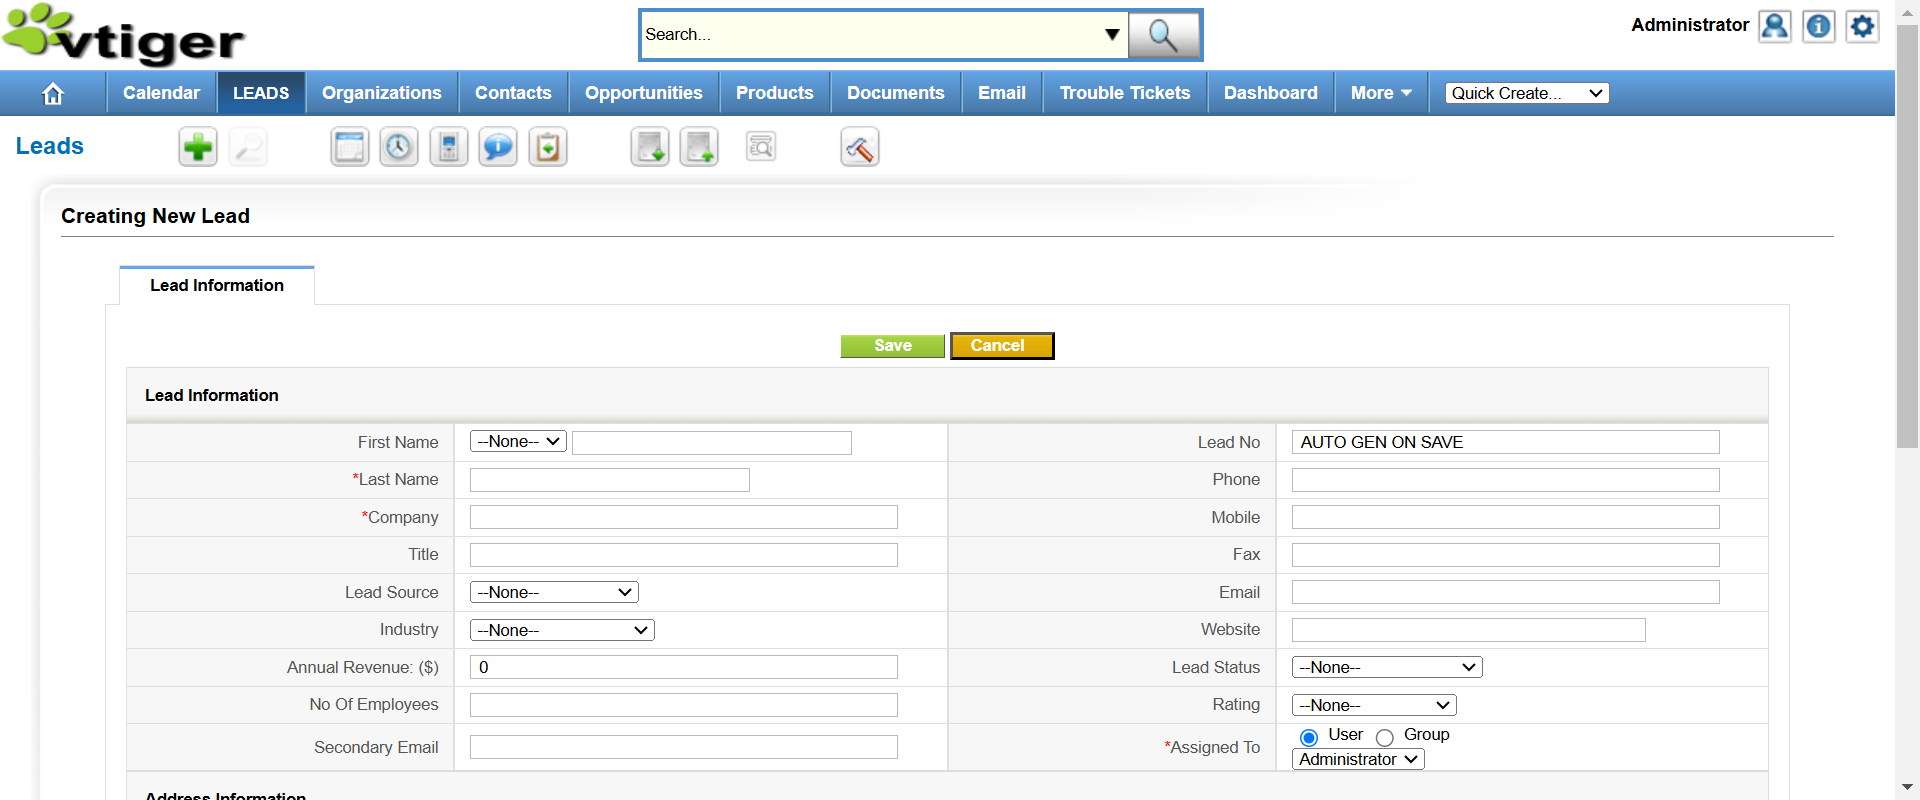 vtiger
Search...
Administrator
Calendar LEADS Organizations Contacts Opportunities Products Documents Email Trouble Tickets Dashboard More Quick Create...
Leads
Creating New Lead
Lead Information
Save Cancel
Lead Information
First Name --None-- Lead No AUTO GEN ON SAVE
*Last Name Phone
*Company Mobile
Title Fax
Lead Source --None-- Email
Industry --None-- Website
Annual Revenue: ($) 0 Lead Status --None--
No Of Employees Rating --None--
Secondary Email *Assigned To User Group
Administrator
Address Information